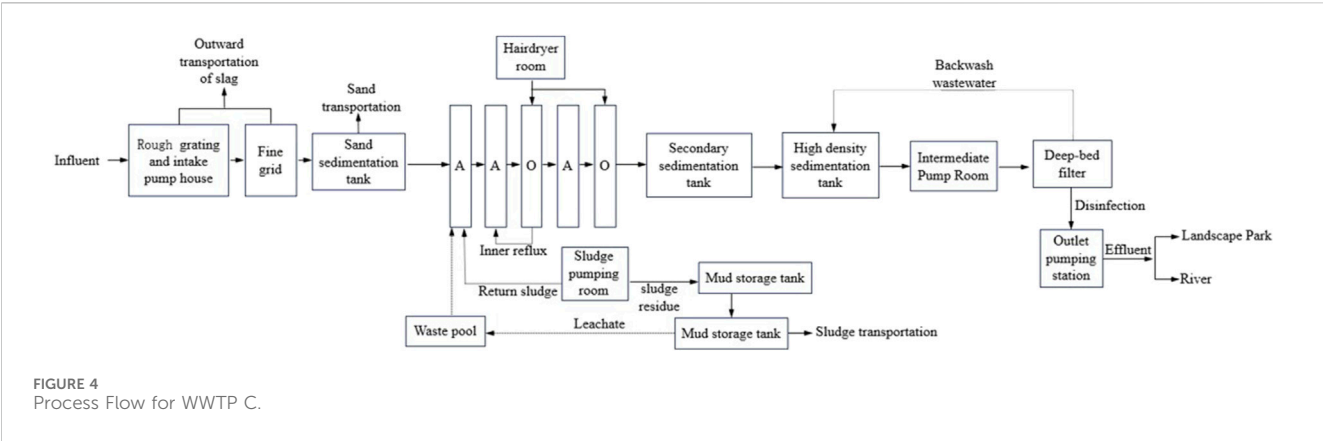 Outward
transportation
of slag
Hairdryer
room
Backwash
wastewater
Sand
transportation
Influent
Rough grating
and intake
pump house
Fine
grid
Sand
sedimentation
tank
A
A
O
A
O
Secondary
sedimentation
tank
High density
sedimentation
tank
Intermediate
Pump Room
Deep-bed
filter
Disinfection
Inner reflux
Sludge
pumping
room
Outlet
pumping
station
Effluent
Landscape Park
River
Return sludge
sludge
residue
Mud storage tank
Waste pool
Leachate
Mud storage tank
Sludge transportation
FIGURE 4
Process Flow for WWTP C.